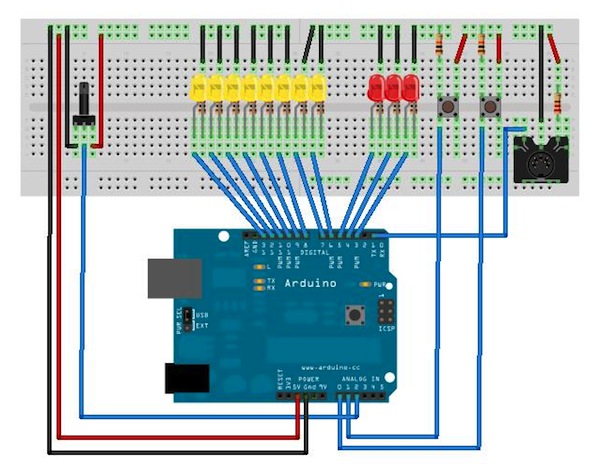 AREF
GND
13
12
11
10
9
8
7
6
5
4
3
2
1
0
PWM
PWM
PWM
PWM
PWM
PWM
TX
RX
DIGITAL
L
TX
RX
Arduino
PWR
1
ICSP
PWR SEL
USB
EXT
www.arduino.cc
RESET
3V3
POWER
5V Gnd 9V
ANALOG IN
0 1 2 3 4 5